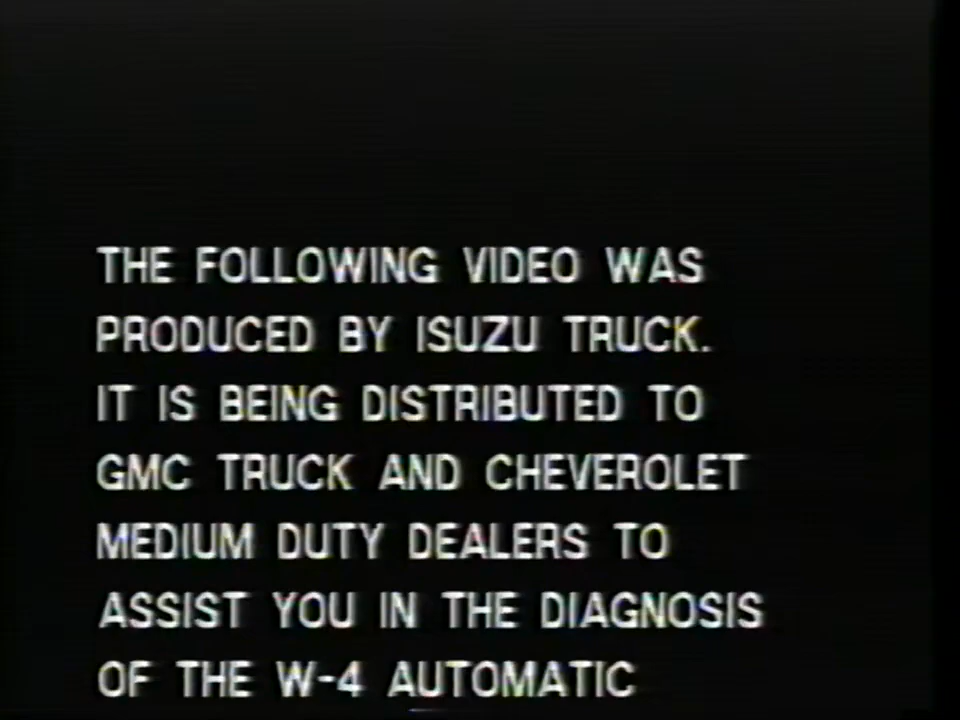 THE FOLLOWING VIDEO WAS
PRODUCED BY ISUZU TRUCK.
IT IS BEING DISTRIBUTED TO
GMC TRUCK AND CHEVEROLET
MEDIUM DUTY DEALERS TO
ASSIST YOU IN THE DIAGNOSIS
OF THE W-4 AUTOMATIC